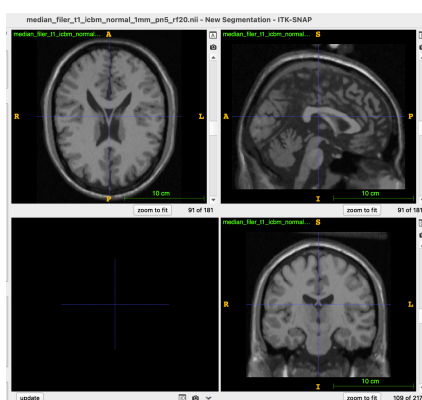 median_filer_t1_icbm_normal_1mm_pn5_rf20.nii - New Segmentation - ITK-SNAP
median_filer_t1_icbm_normal... A
R L
P 10 cm
zoom to fit 91 of 181
median_filer_t1_icbm_normal... S
A P
I 10 cm
zoom to fit 91 of 181
update
median_filer_t1_icbm_normal... S
R L
I 10 cm
zoom to fit 109 of 217